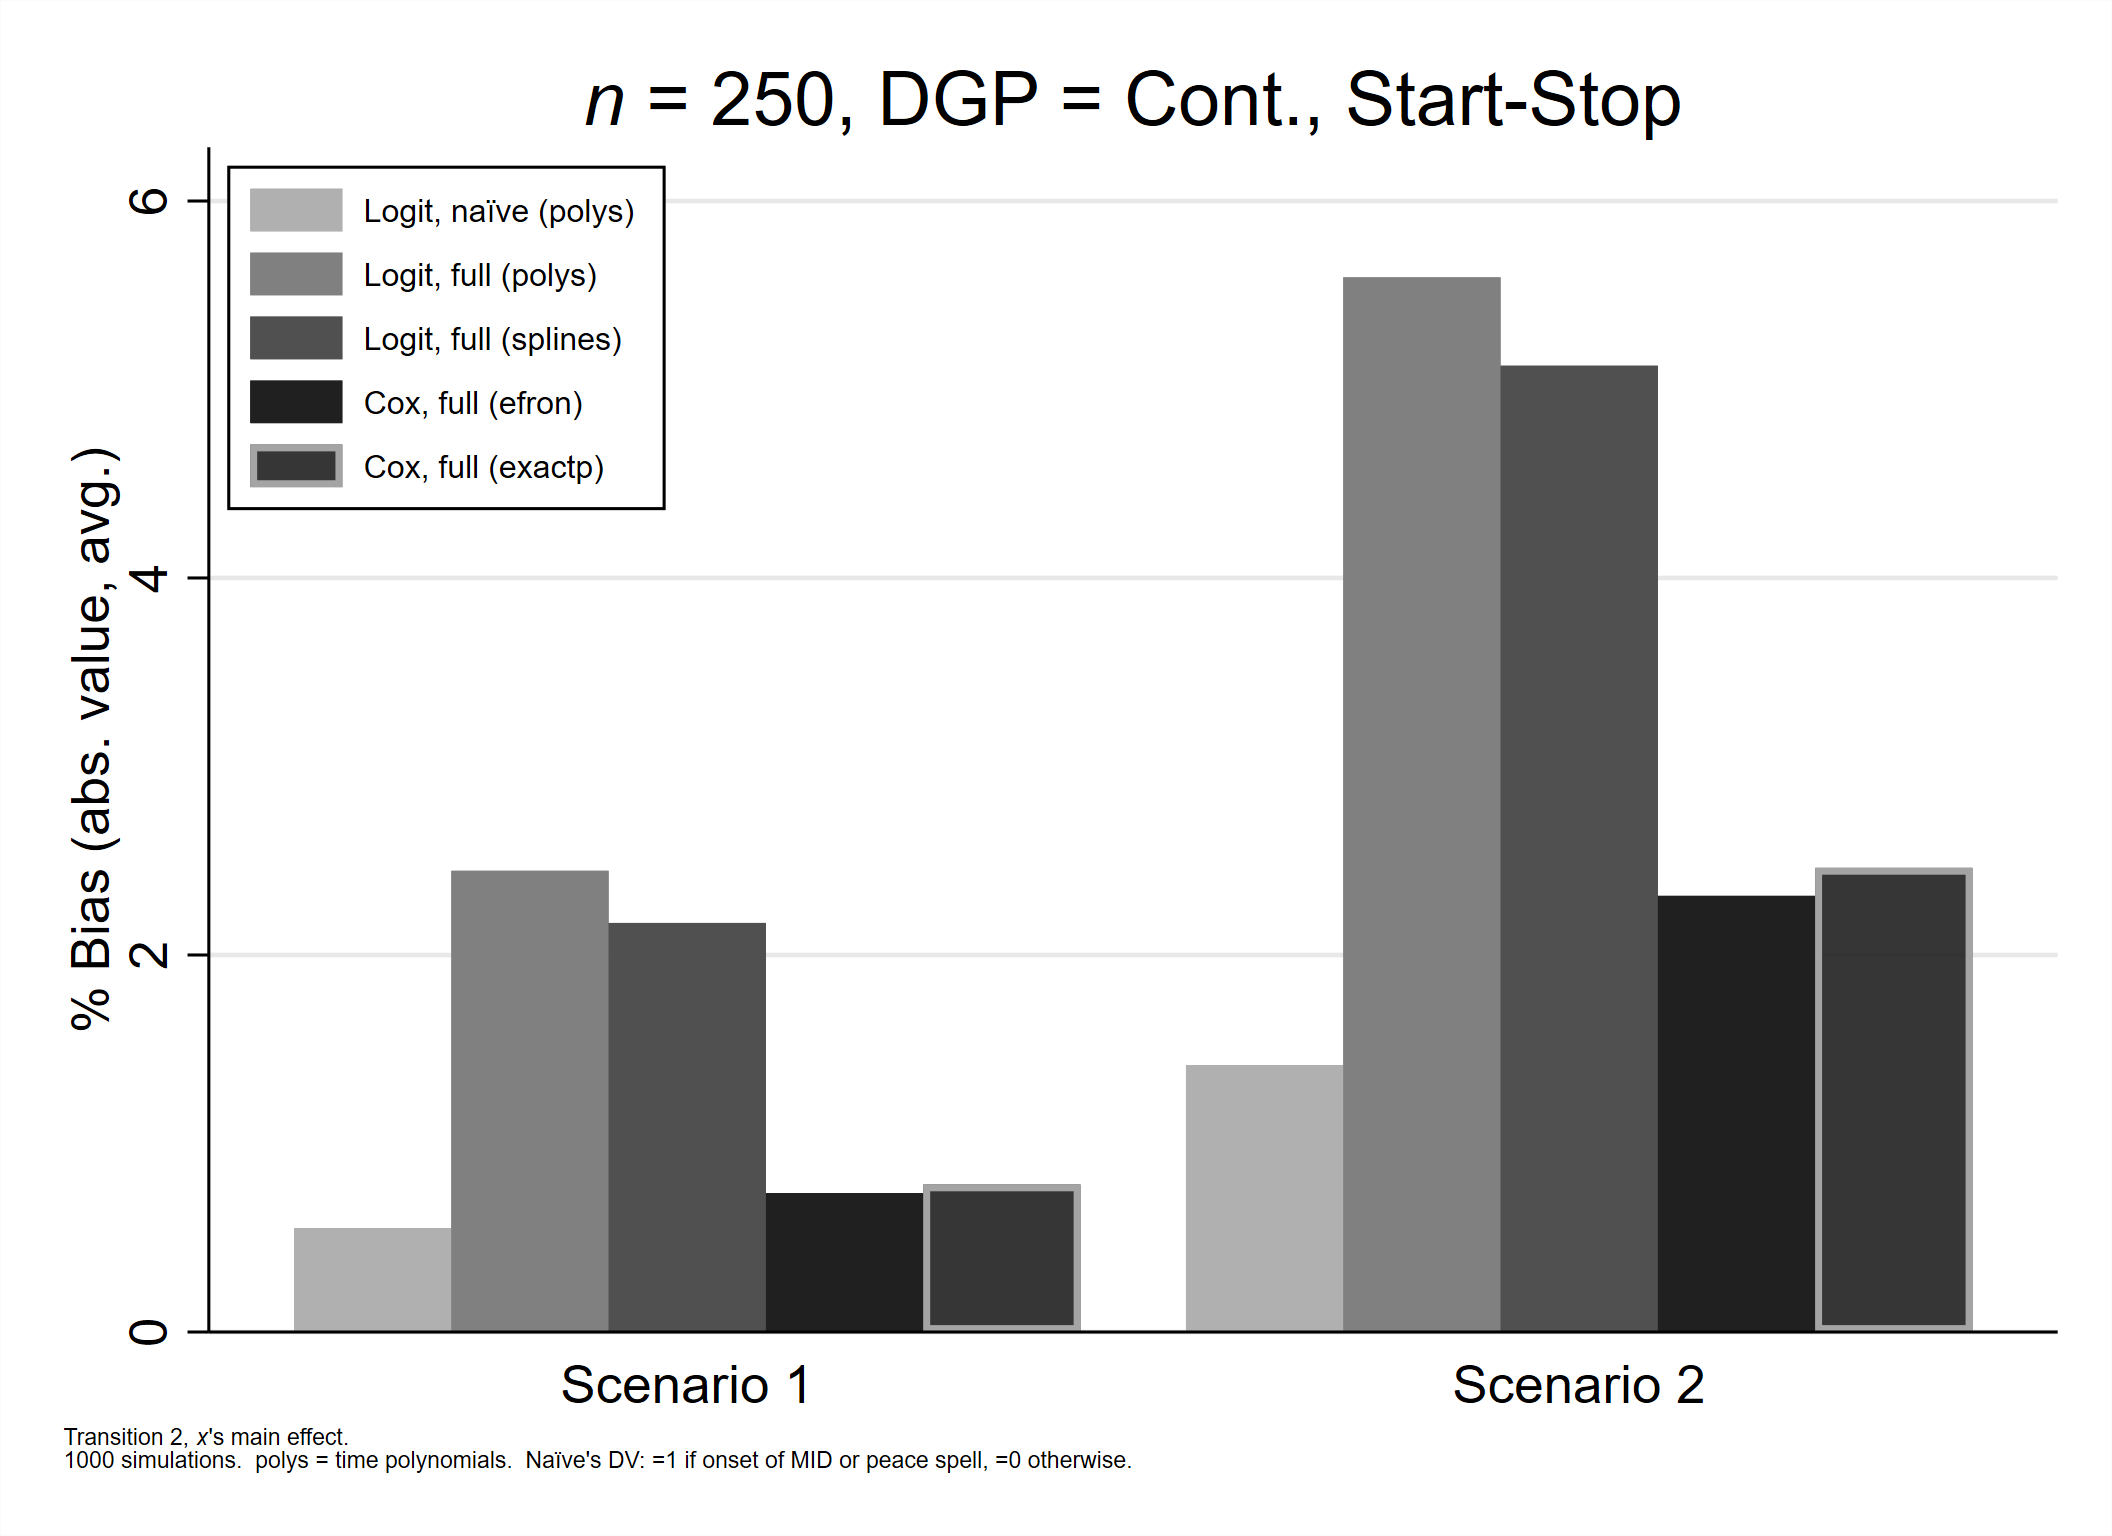 n = 250, DGP = Cont., Start-Stop
Logit, naïve (polys)
Logit, full (polys)
Logit, full (splines)
Cox, full (efron)
Cox, full (exactp)
% Bias (abs. value, avg.)
6
4
2
0
Scenario 1
Scenario 2
Transition 2, x's main effect.
1000 simulations.  polys = time polynomials.  Naïve's DV: =1 if onset of MID or peace spell, =0 otherwise.